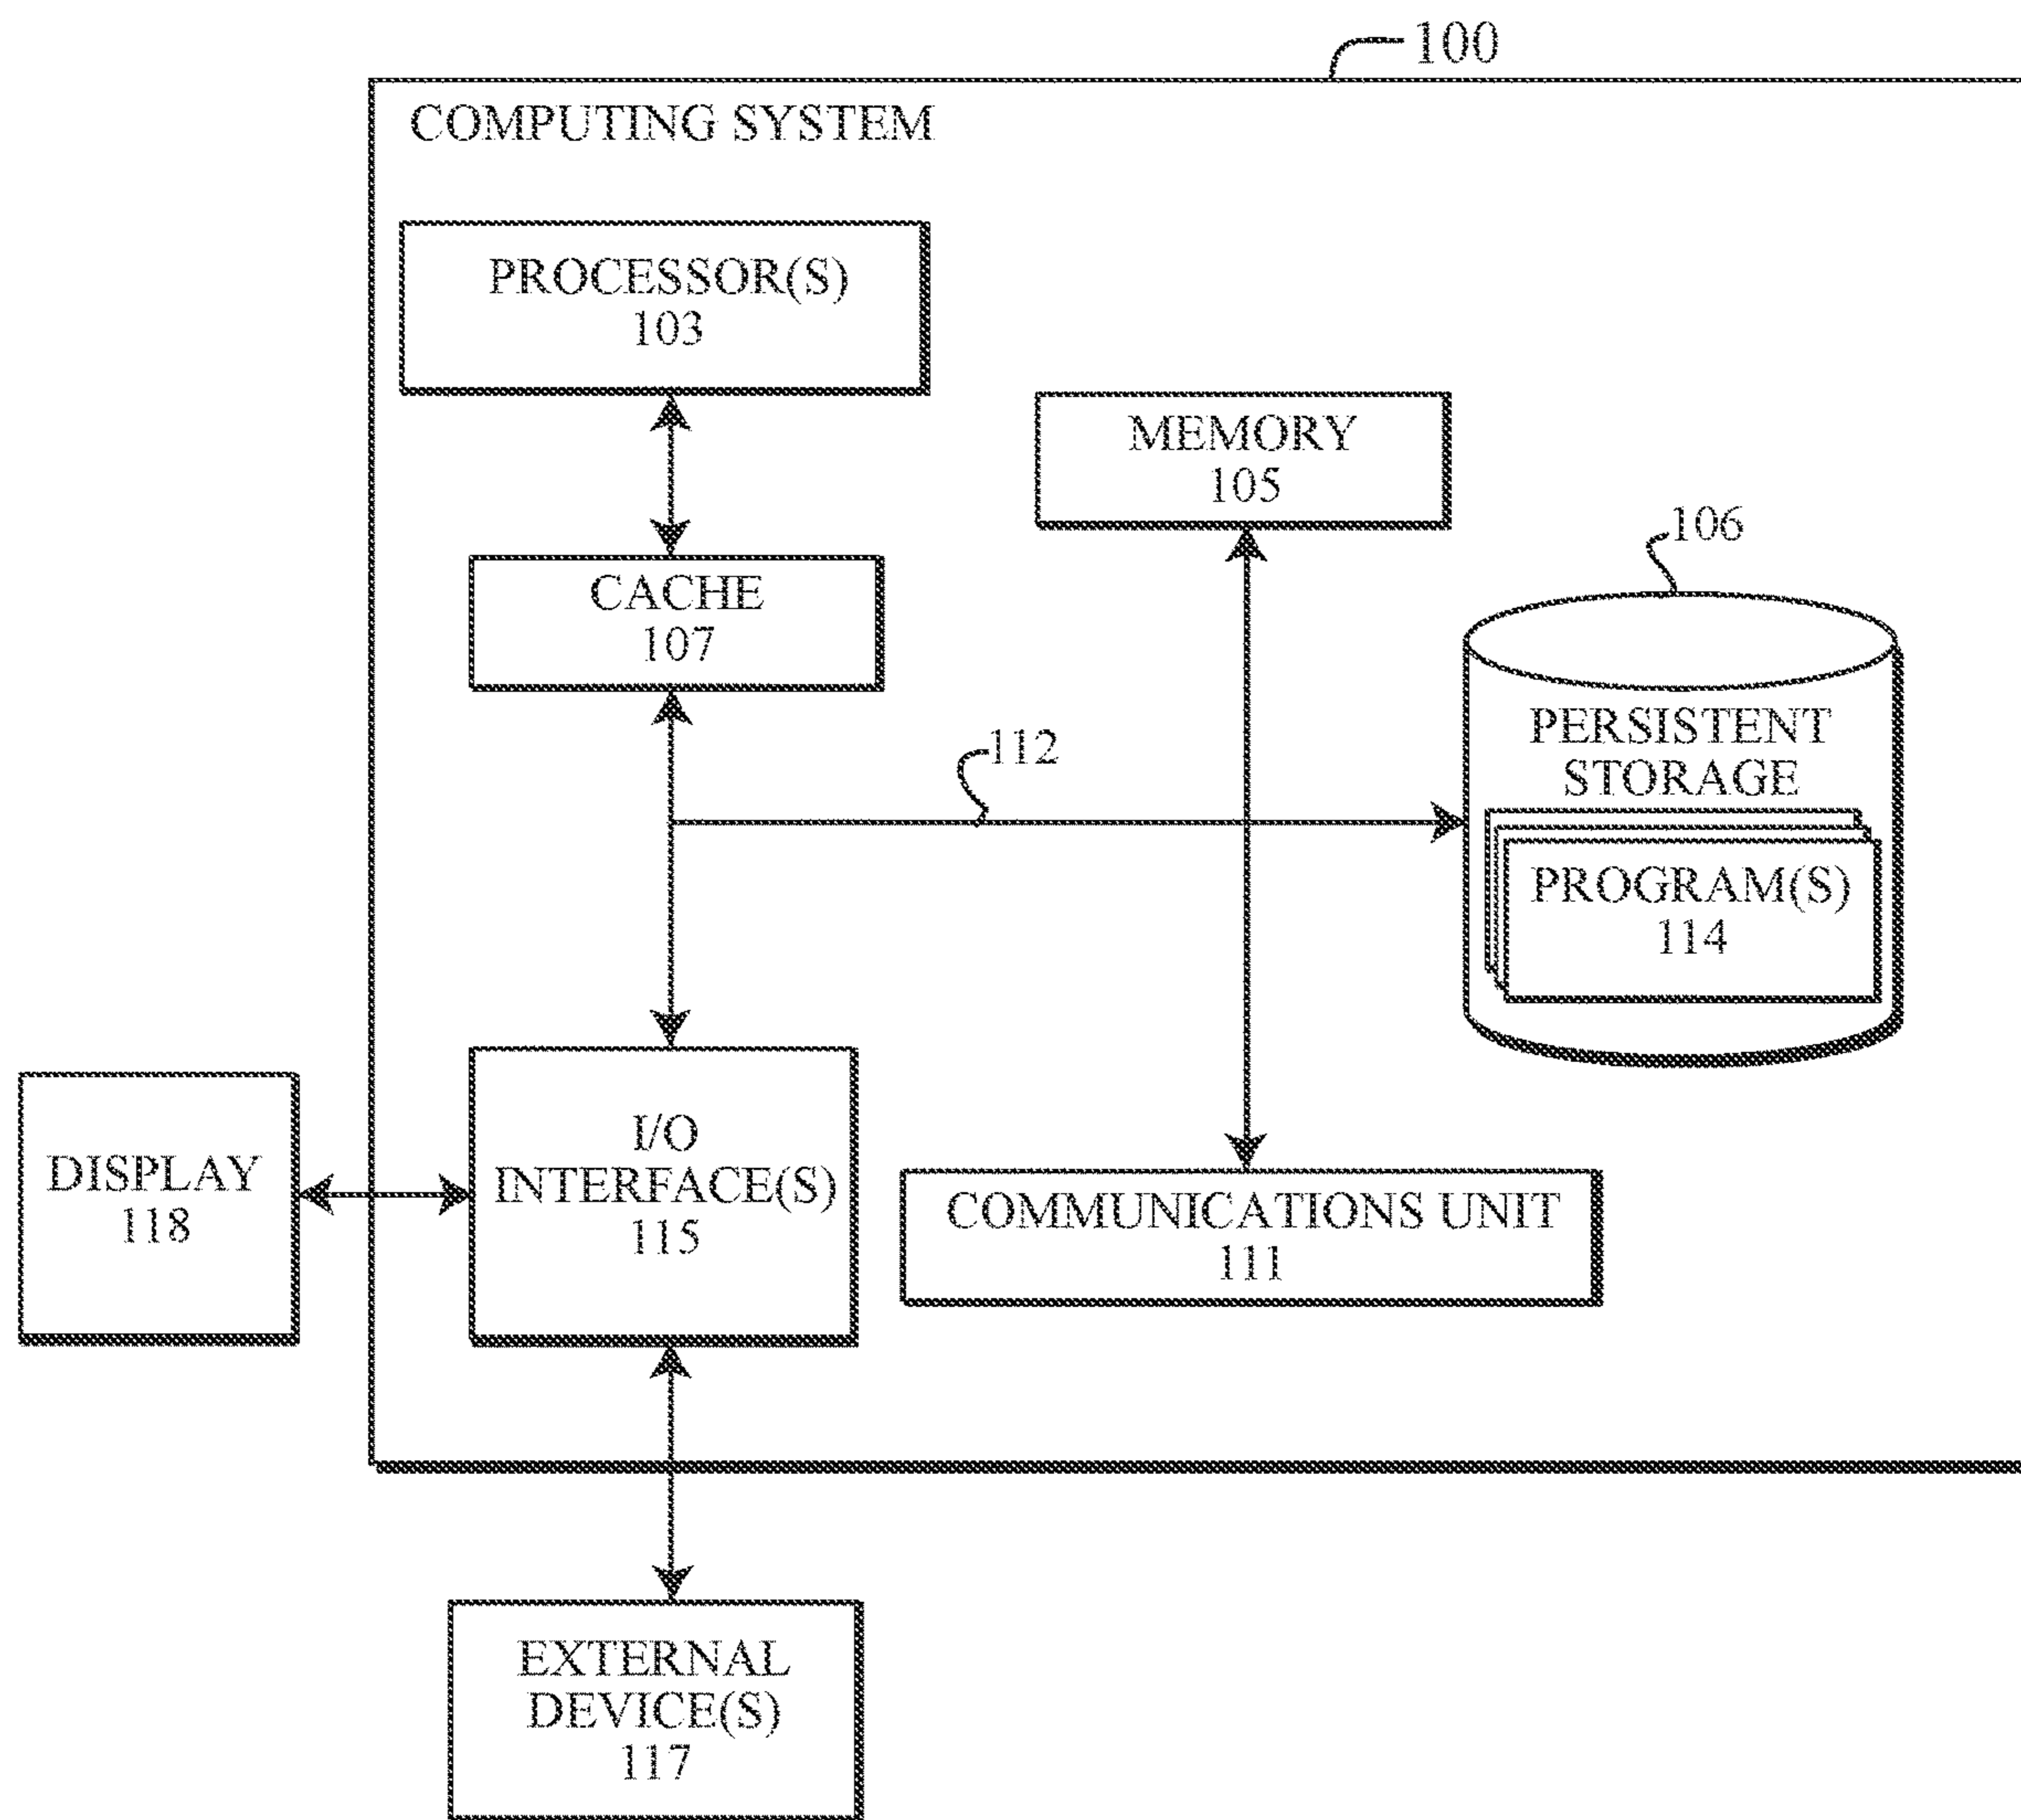 100
COMPUTING SYSTEM
PROCESSOR(S)
103
MEMORY
105
CACHE
107
106
112
PERSISTENT
STORAGE
PROGRAM(S)
114
I/O
INTERFACE(S)
115
DISPLAY
118
COMMUNICATIONS UNIT
111
EXTERNAL
DEVICE(S)
117